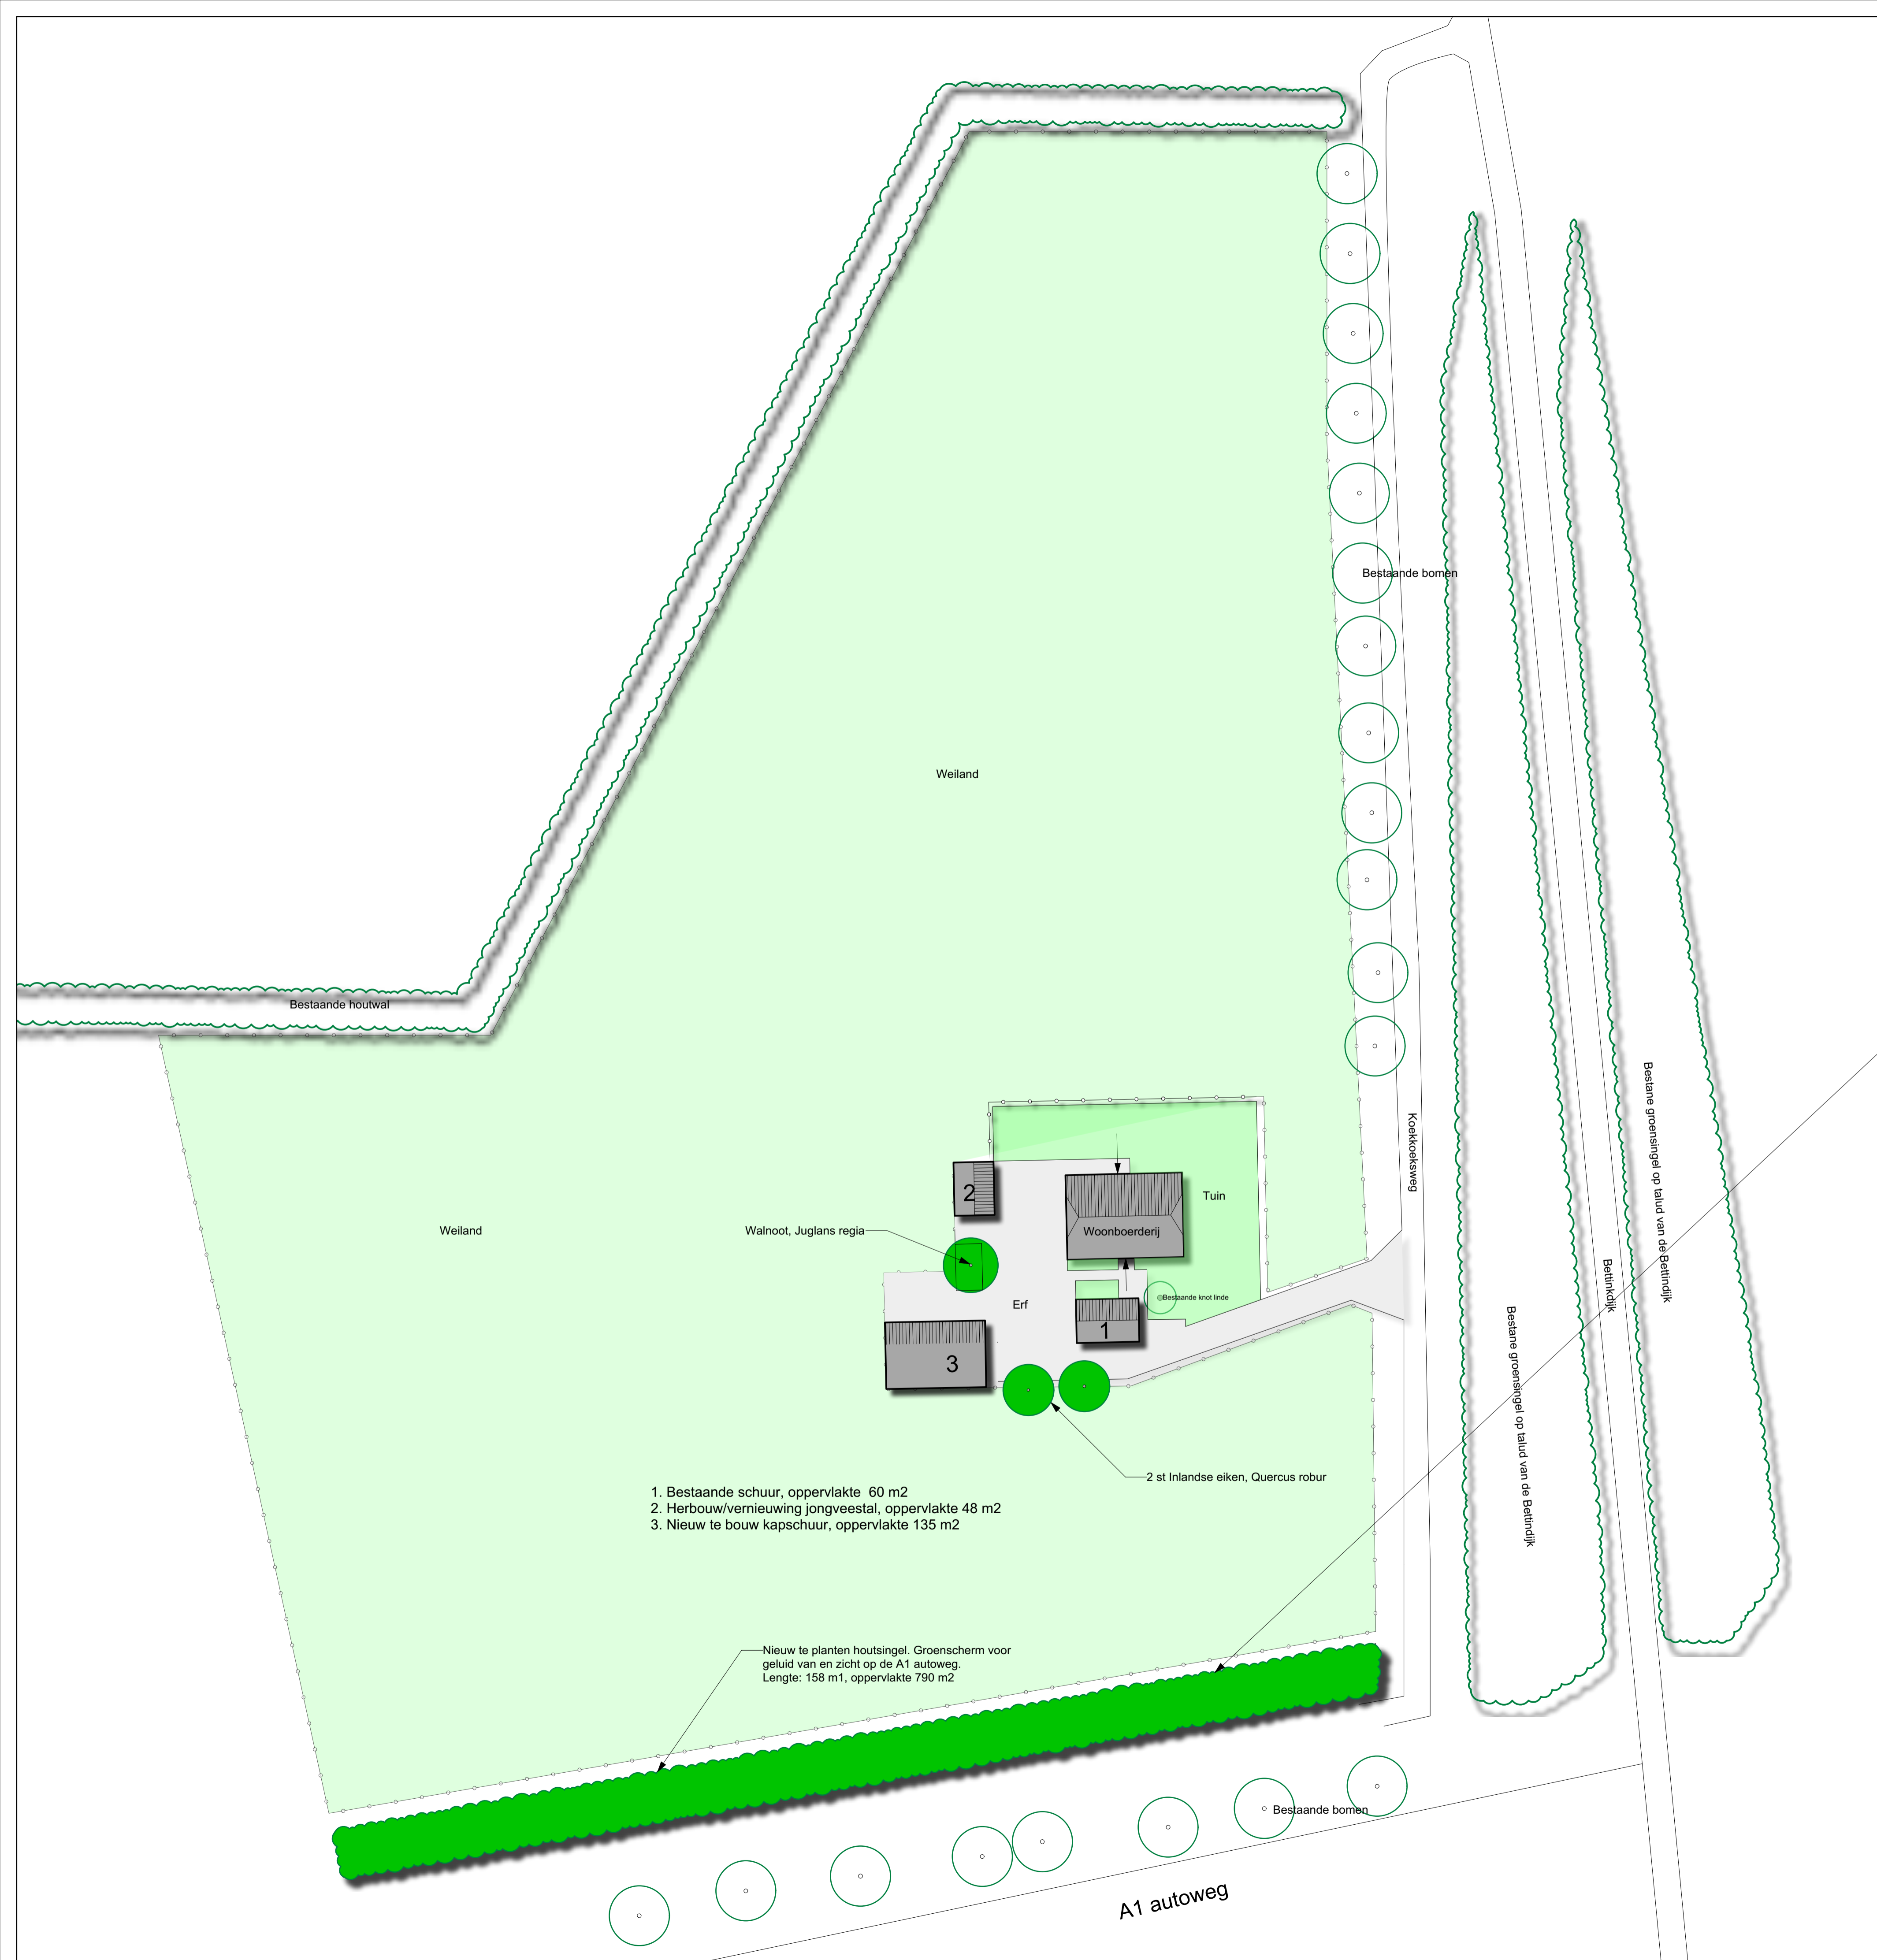 Bestaande bomen
Weiland
Bestaande houtwal
Koekkoeksweg
Bestane groensingel op talud van de Bettindijk
2
Tuin
Woonboerderij
Weiland
Walnoot, Juglans regia
Bettinkdijk
Bestaande knot linde
Erf
1
3
Bestane groensingel op talud van de Bettindijk
2 st Inlandse eiken, Quercus robur
1. Bestaande schuur, oppervlakte  60 m2
2. Herbouw/vernieuwing jongveestal, oppervlakte 48 m2
3. Nieuw te bouw kapschuur, oppervlakte 135 m2
Nieuw te planten houtsingel. Groenscherm voor
geluid van en zicht op de A1 autoweg.
Lengte: 158 m1, oppervlakte 790 m2
Bestaande bomen
A1 autoweg